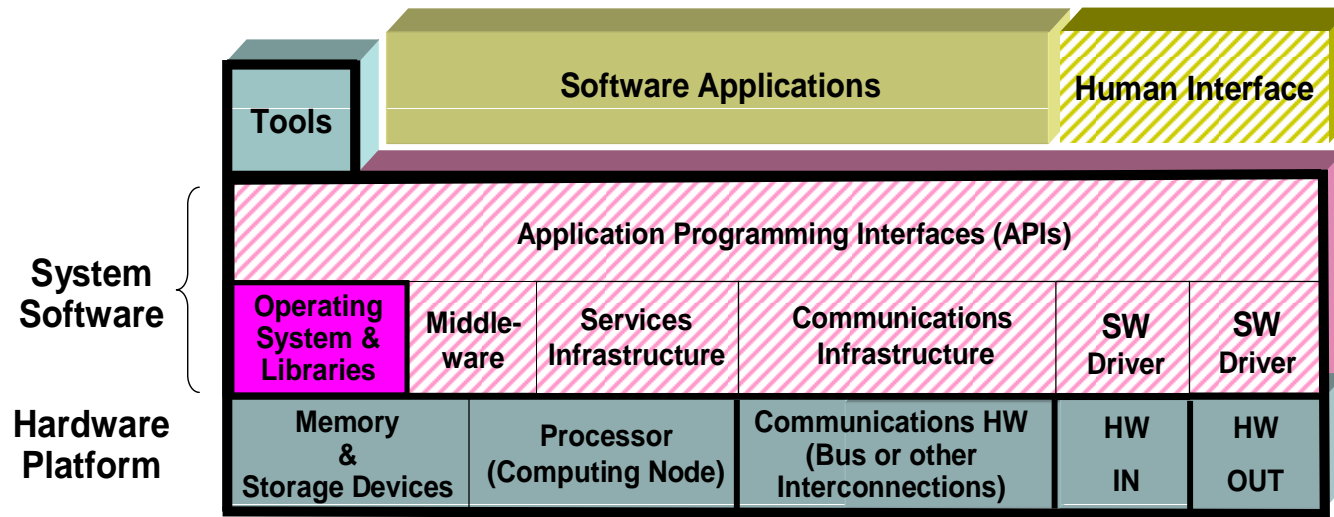 Software Applications
Human Interface
Tools
Application Programming Interfaces (APIs)
System
Software
Operating
System &
Libraries
Middle-
ware
Services
Infrastructure
Communications
Infrastructure
SW
Driver
SW
Driver
Hardware
Platform
Memory
&
Storage Devices
Processor
(Computing Node)
Communications HW
(Bus or other
Interconnections)
HW
IN
HW
OUT